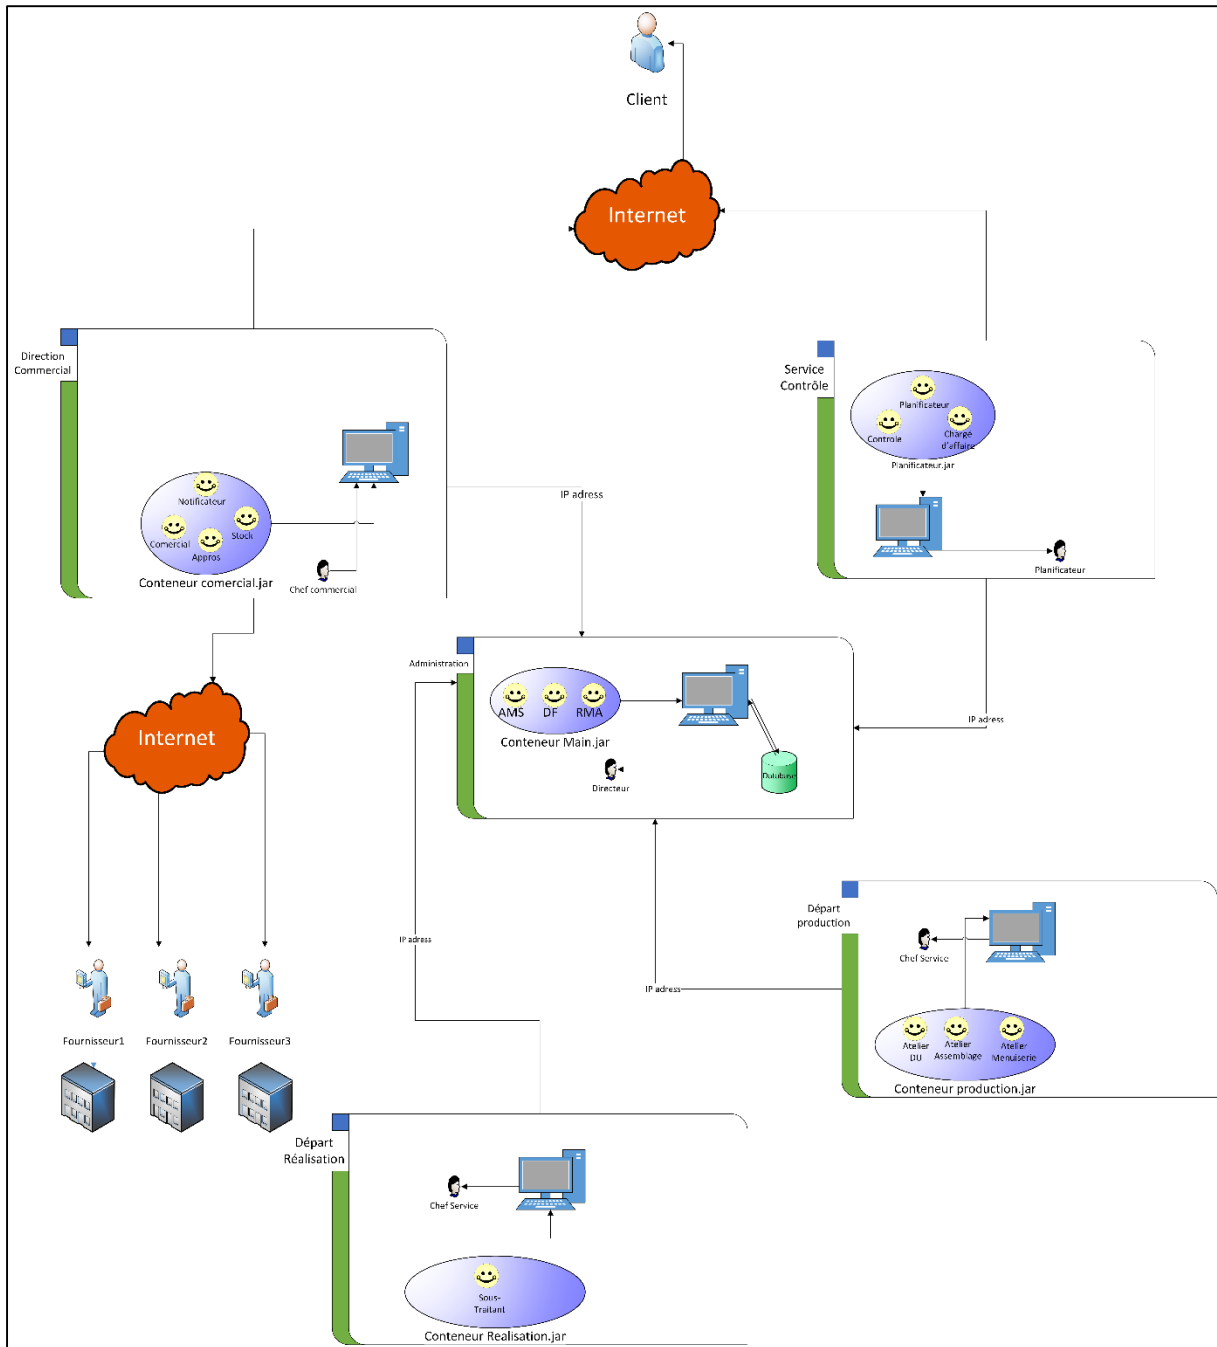 Client
Internet
Direction
Commercial
Notificateur
Comercial
Stock
Appros
Conteneur comercial.jar
Chef commercial
IP adress
Service
Contrôle
Planificateur
Controle
Charge
d'affaire
Planificateur.jar
Planificateur
IP adress
Administration
AMS
DF
RMA
Conteneur Main.jar
Directeur
Database
Internet
Fournisseur1
Fournisseur2
Fournisseur3
IP adress
IP adress
Départ
production
Chef Service
Atelier
DU
Atelier
Assemblage
Atelier
Menuiserie
Conteneur production.jar
Départ
Réalisation
Chef Service
Sous-
Traitant
Conteneur Realisation.jar